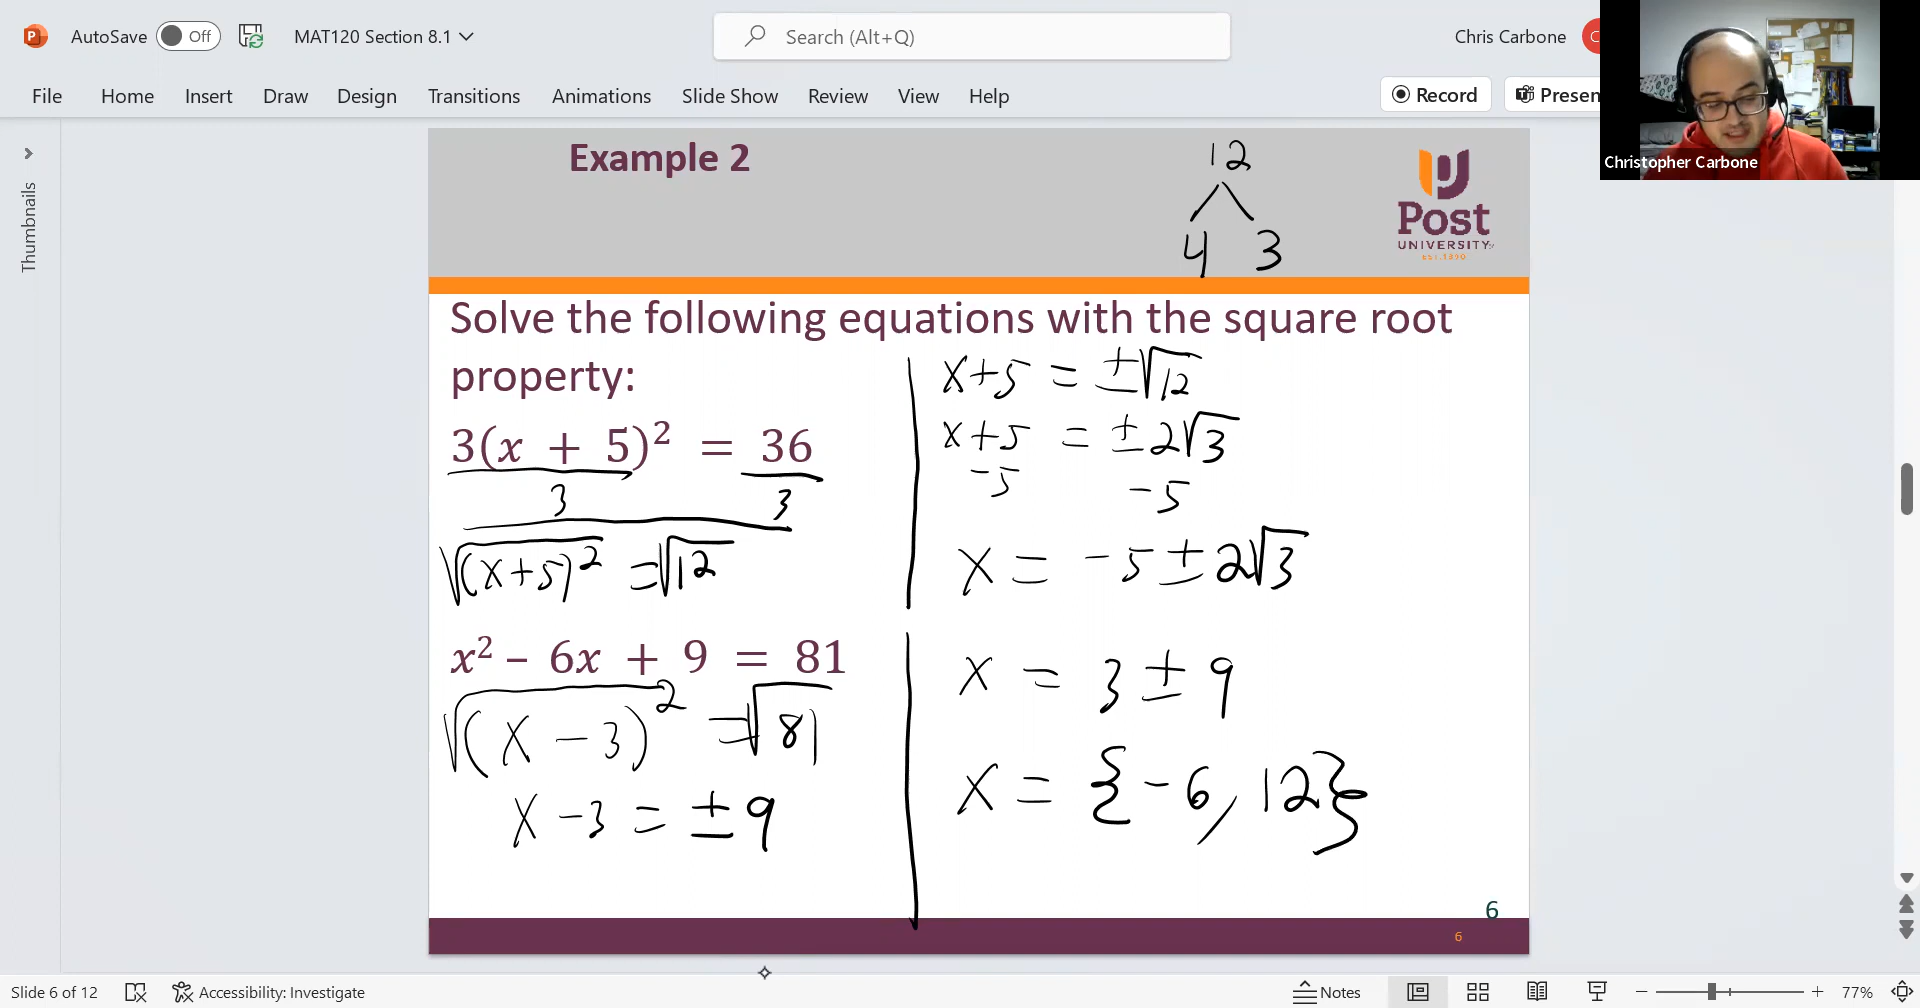 AutoSave Off MAT120 Section 8.1 Search (Alt+Q) Chris Carbone C
File Home Insert Draw Design Transitions Animations Slide Show Review View Help Record Presen
Christopher Carbone
Thumbnails
Example 2
12
4 3
Post
UNIVERSITY
EST.1890
Solve the following equations with the square root
property:
3(x + 5)² = 36
3 3
√(x+5)² = √12
x+5 = ±√12
x+5 = ±2√3
-5 -5
x = -5 ± 2√3
x² – 6x + 9 = 81
√(x - 3)² = √81
x - 3 = ± 9
x = 3 ± 9
x = {-6, 12}
6
6
Slide 6 of 12 Accessibility: Investigate Notes 77%